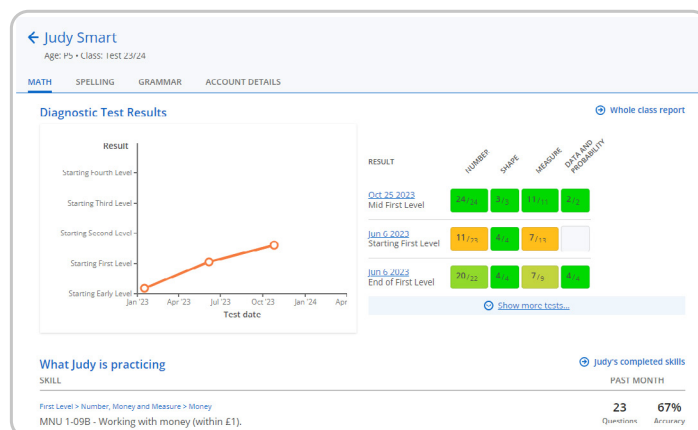 Judy Smart
Age: P5 • Class: Test 23/24
MATH SPELLING GRAMMAR ACCOUNT DETAILS
Diagnostic Test Results
Whole class report
Result
Starting Fourth Level
Starting Third Level
Starting Second Level
Starting First Level
Starting Early Level
Jan '23 Apr '23 Jul '23 Oct '23 Jan '24 Apr
Test date
RESULT NUMBER SHAPE MEASURE DATA AND PROBABILITY
Oct 25 2023
Mid First Level
24/24 3/3 11/11 2/2
Jun 6 2023
Starting First Level
11/23 4/4 7/13
Jun 6 2023
End of First Level
20/22 4/4 7/9 4/4
Show more tests...
What Judy is practicing
Judy's completed skills
SKILL PAST MONTH
First Level > Number, Money and Measure > Money
MNU 1-09B - Working with money (within £1).
23 67%
Questions Accuracy